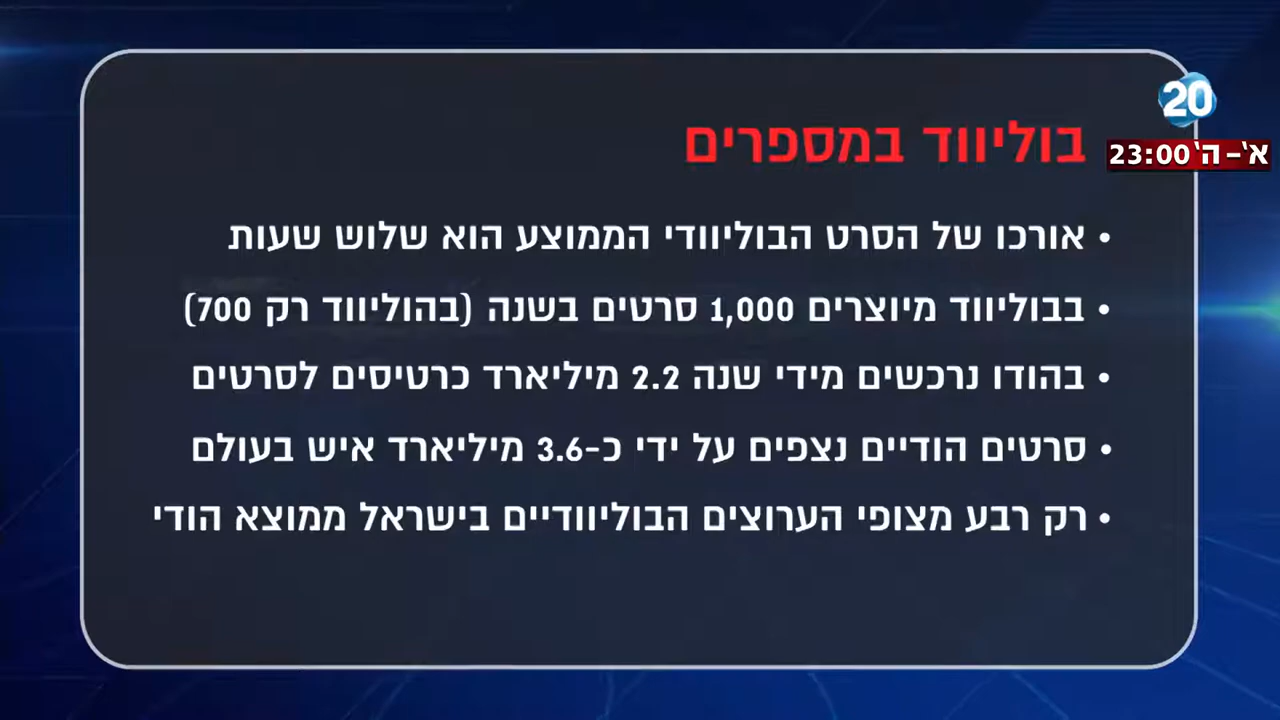 20
א'-ה' 23:00
בוליווד במספרים
• אורכו של הסרט הבוליוודי הממוצע הוא שלוש שעות
• בבוליווד מיוצרים 1,000 סרטים בשנה (בהוליווד רק 700)
• בהודו נרכשים מידי שנה 2.2 מיליארד כרטיסים לסרטים
• סרטים הודיים נצפים על ידי כ-3.6 מיליארד איש בעולם
• רק רבע מצופי הערוצים הבוליוודיים בישראל ממוצא הודי